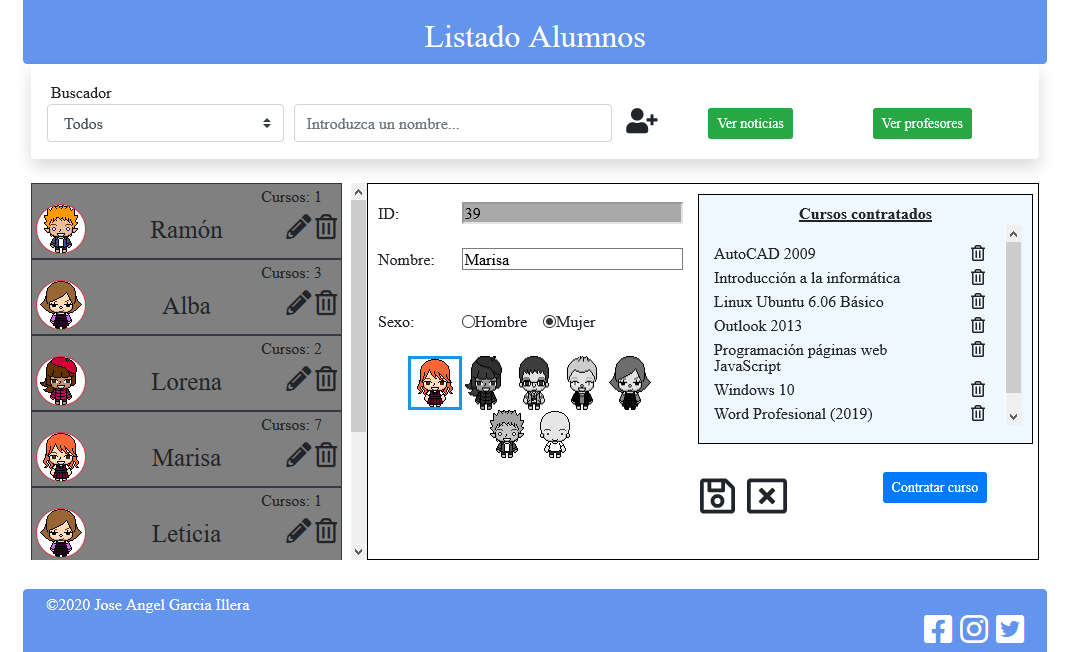 Listado Alumnos
Buscador
Todos
Introduzca un nombre...
Ver noticias
Ver profesores
Cursos: 1
Ramón
Cursos: 3
Alba
Cursos: 2
Lorena
Cursos: 7
Marisa
Cursos: 1
Leticia
ID:
39
Nombre:
Marisa
Sexo:
Hombre
Mujer
Cursos contratados
AutoCAD 2009
Introducción a la informática
Linux Ubuntu 6.06 Básico
Outlook 2013
Programación páginas web
JavaScript
Windows 10
Word Profesional (2019)
Contratar curso
©2020 Jose Angel Garcia Illera